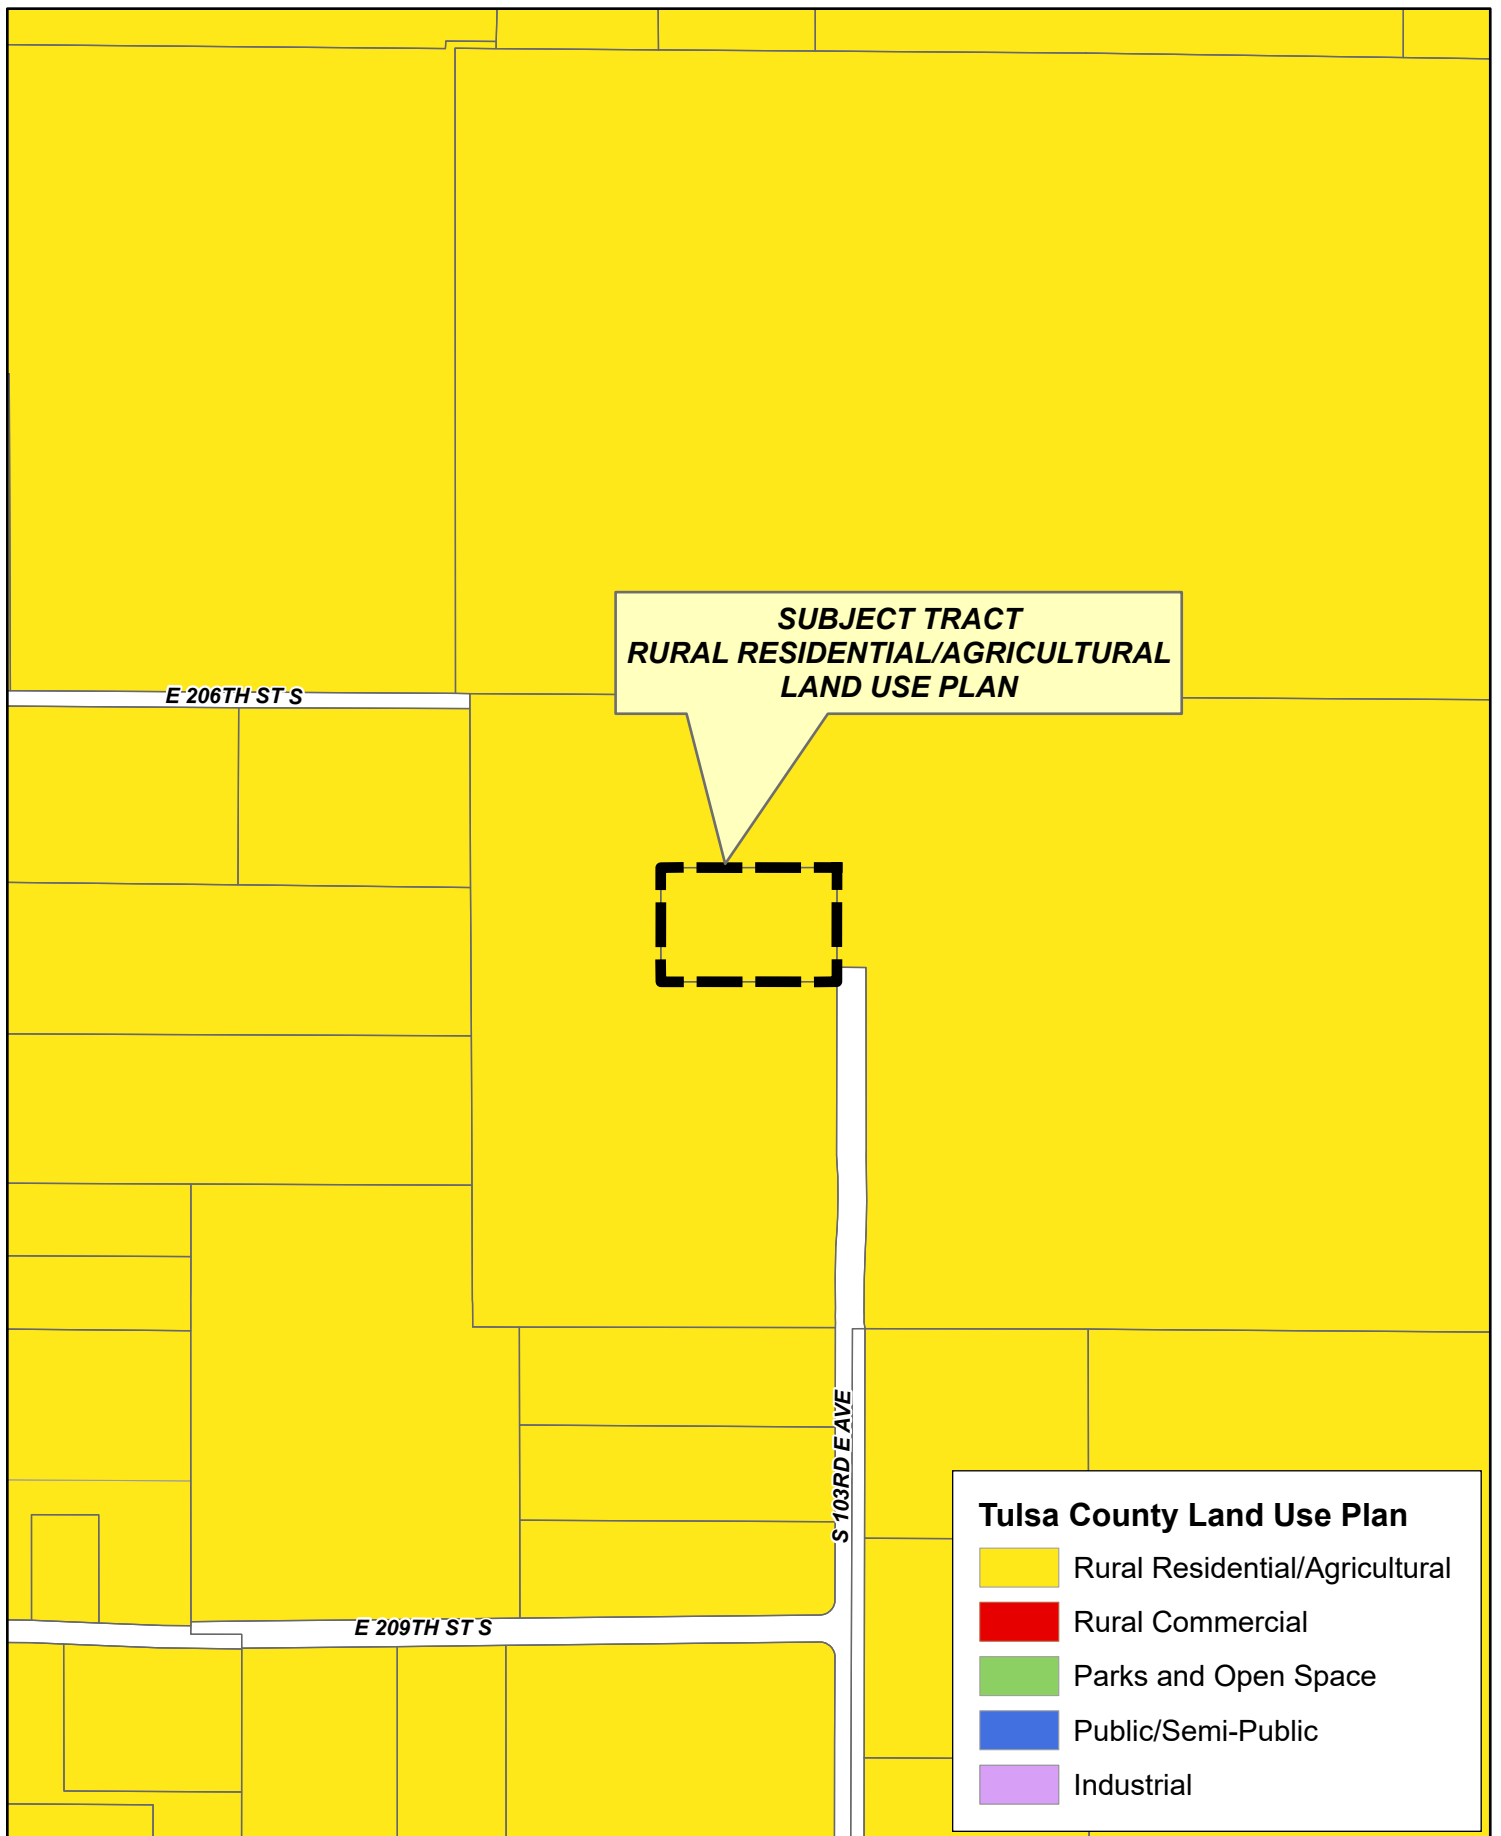 SUBJECT TRACT
RURAL RESIDENTIAL/AGRICULTURAL
LAND USE PLAN
E 206TH ST S
S 103RD E AVE
E 209TH ST S
Tulsa County Land Use Plan
Rural Residential/Agricultural
Rural Commercial
Parks and Open Space
Public/Semi-Public
Industrial